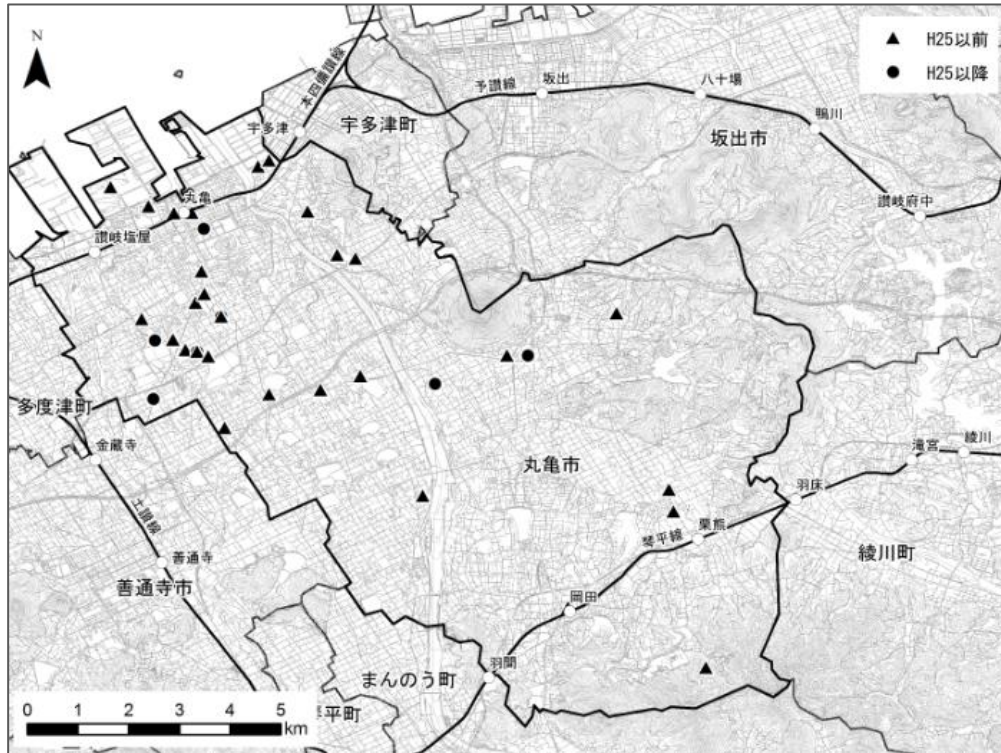 N
H25以前
H25以降
本四備讃線
予讃線
坂出
八十場
宇多津
宇多津町
鴨川
坂出市
丸亀
讃岐府中
讃岐塩屋
多度津町
金蔵寺
丸亀市
滝宮
綾川
羽床
土讃線
栗熊
琴平線
善通寺
綾川町
善通寺市
岡田
羽間
まんのう町
平町
0 1 2 3 4 5
km